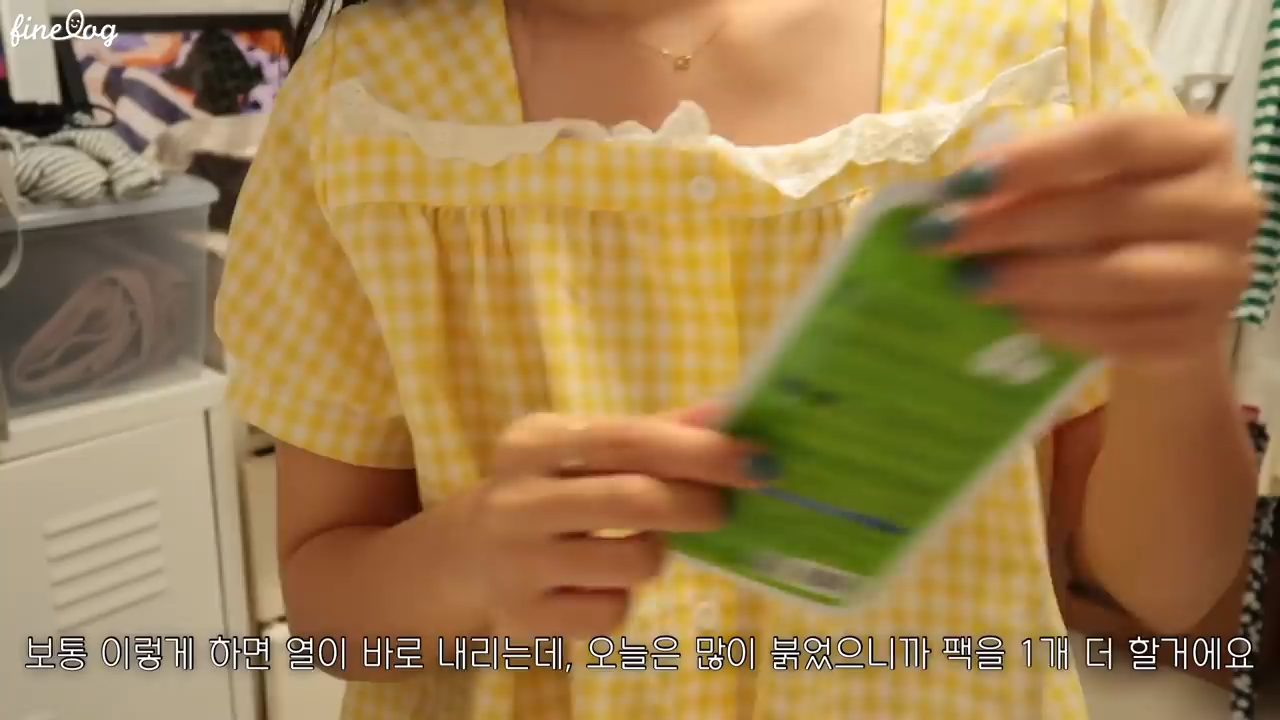 fineLog
보통 이렇게 하면 열이 바로 내리는데, 오늘은 많이 붉었으니까 팩을 1개 더 할거에요